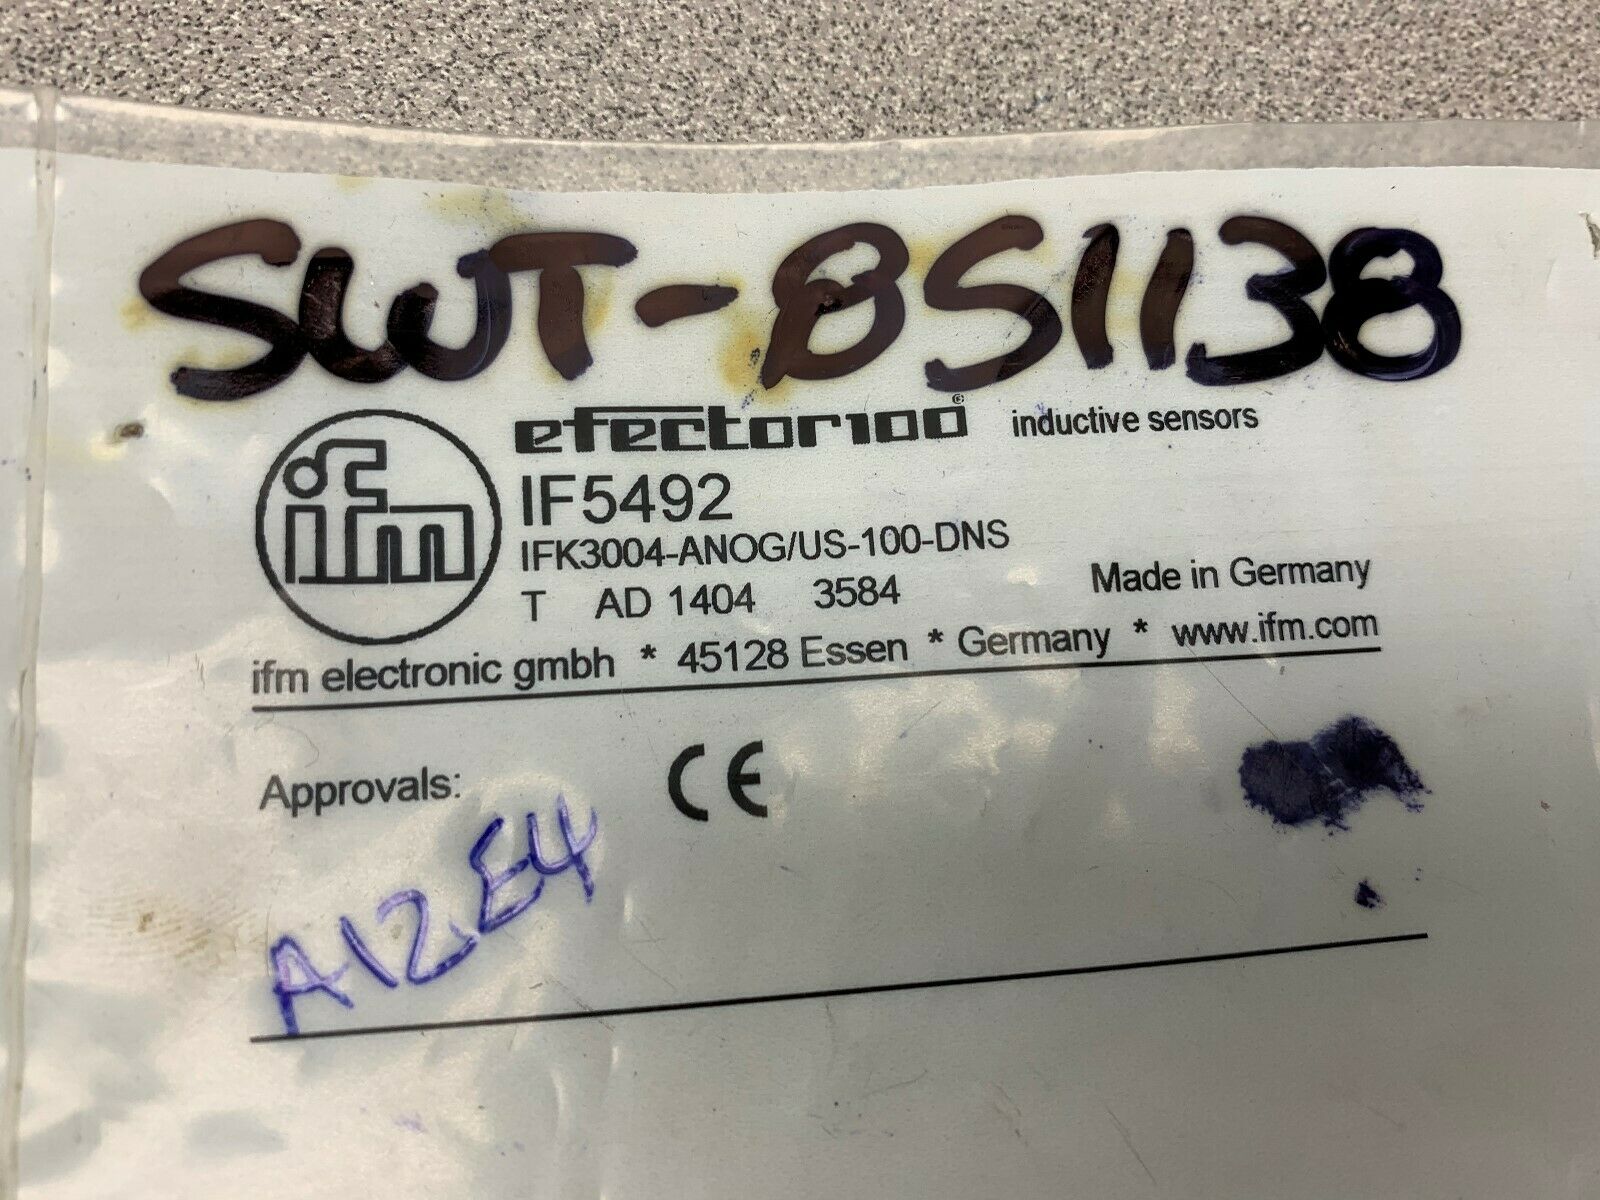 SWT-BS1138
efector100® inductive sensors
ifm
IF5492
IFK3004-ANOG/US-100-DNS
T AD 1404 3584 Made in Germany
ifm electronic gmbh * 45128 Essen * Germany * www.ifm.com
Approvals: CE
A12E4